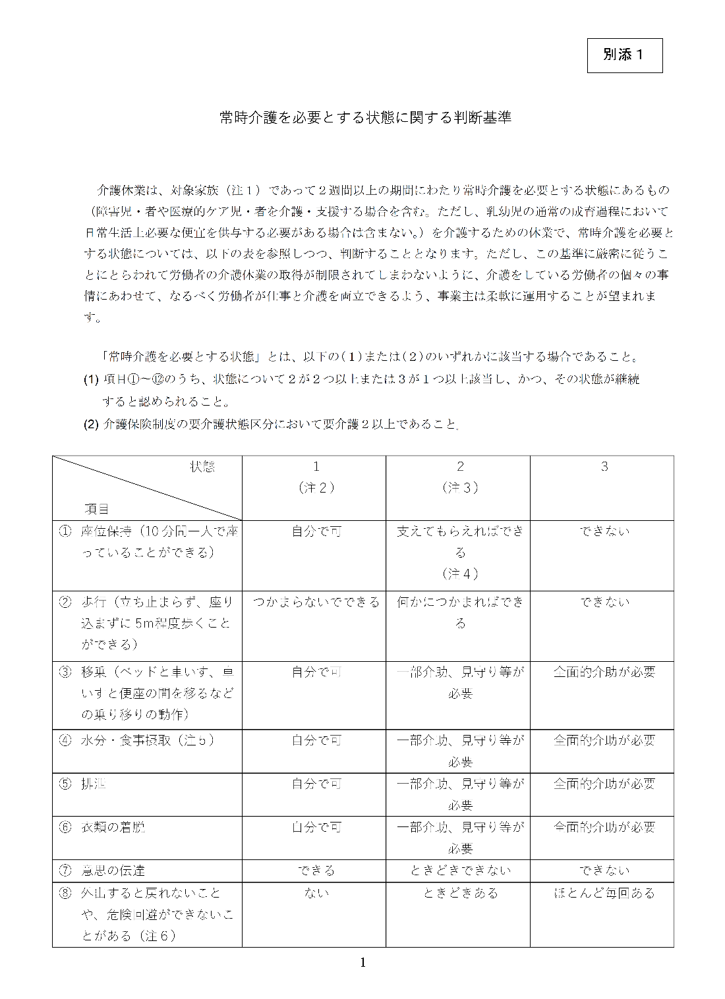 別添１
常時介護を必要とする状態に関する判断基準
介護休業は、対象家族（注１）であって２週間以上の期間にわたり常時介護を必要とする状態にあるもの
（障害児・者や医療的ケア児・者を介護・支援する場合を含む。ただし、乳幼児の通常の成育過程において
日常生活上必要な便宜を供与する必要がある場合は含まない。）を介護するための休業で、常時介護を必要と
する状態については、以下の表を参照しつつ、判断することとなります。ただし、この基準に厳密に従うこ
とにとらわれて労働者の介護休業の取得が制限されてしまわないように、介護をしている労働者の個々の事
情にあわせて、なるべく労働者が仕事と介護を両立できるよう、事業主は柔軟に運用することが望まれま
す。
「常時介護を必要とする状態」とは、以下の（１）または（２）のいずれかに該当する場合であること。
(1) 項目①～⑫のうち、状態について２が２つ以上または３が１つ以上該当し、かつ、その状態が継続
すると認められること。
(2) 介護保険制度の要介護状態区分において要介護２以上であること。
状態
項目
1
（注２）
2
（注３）
3
① 座位保持（10 分間一人で座
っていることができる）
自分で可
支えてもらえればでき
る
（注４）
できない
② 歩行（立ち止まらず、座り
込まずに 5m程度歩くこと
ができる）
つかまらないでできる
何かにつかまればでき
る
できない
③ 移乗（ベッドと車いす、車
いすと便座の間を移るなど
の乗り移りの動作）
自分で可
一部介助、見守り等が
必要
全面的介助が必要
④ 水分・食事摂取（注５）
自分で可
一部介助、見守り等が
必要
全面的介助が必要
⑤ 排泄
自分で可
一部介助、見守り等が
必要
全面的介助が必要
⑥ 衣類の着脱
自分で可
一部介助、見守り等が
必要
全面的介助が必要
⑦ 意思の伝達
できる
ときどきできない
できない
⑧ 外出すると戻れないこと
や、危険回避ができないこ
とがある（注６）
ない
ときどきある
ほとんど毎回ある
1